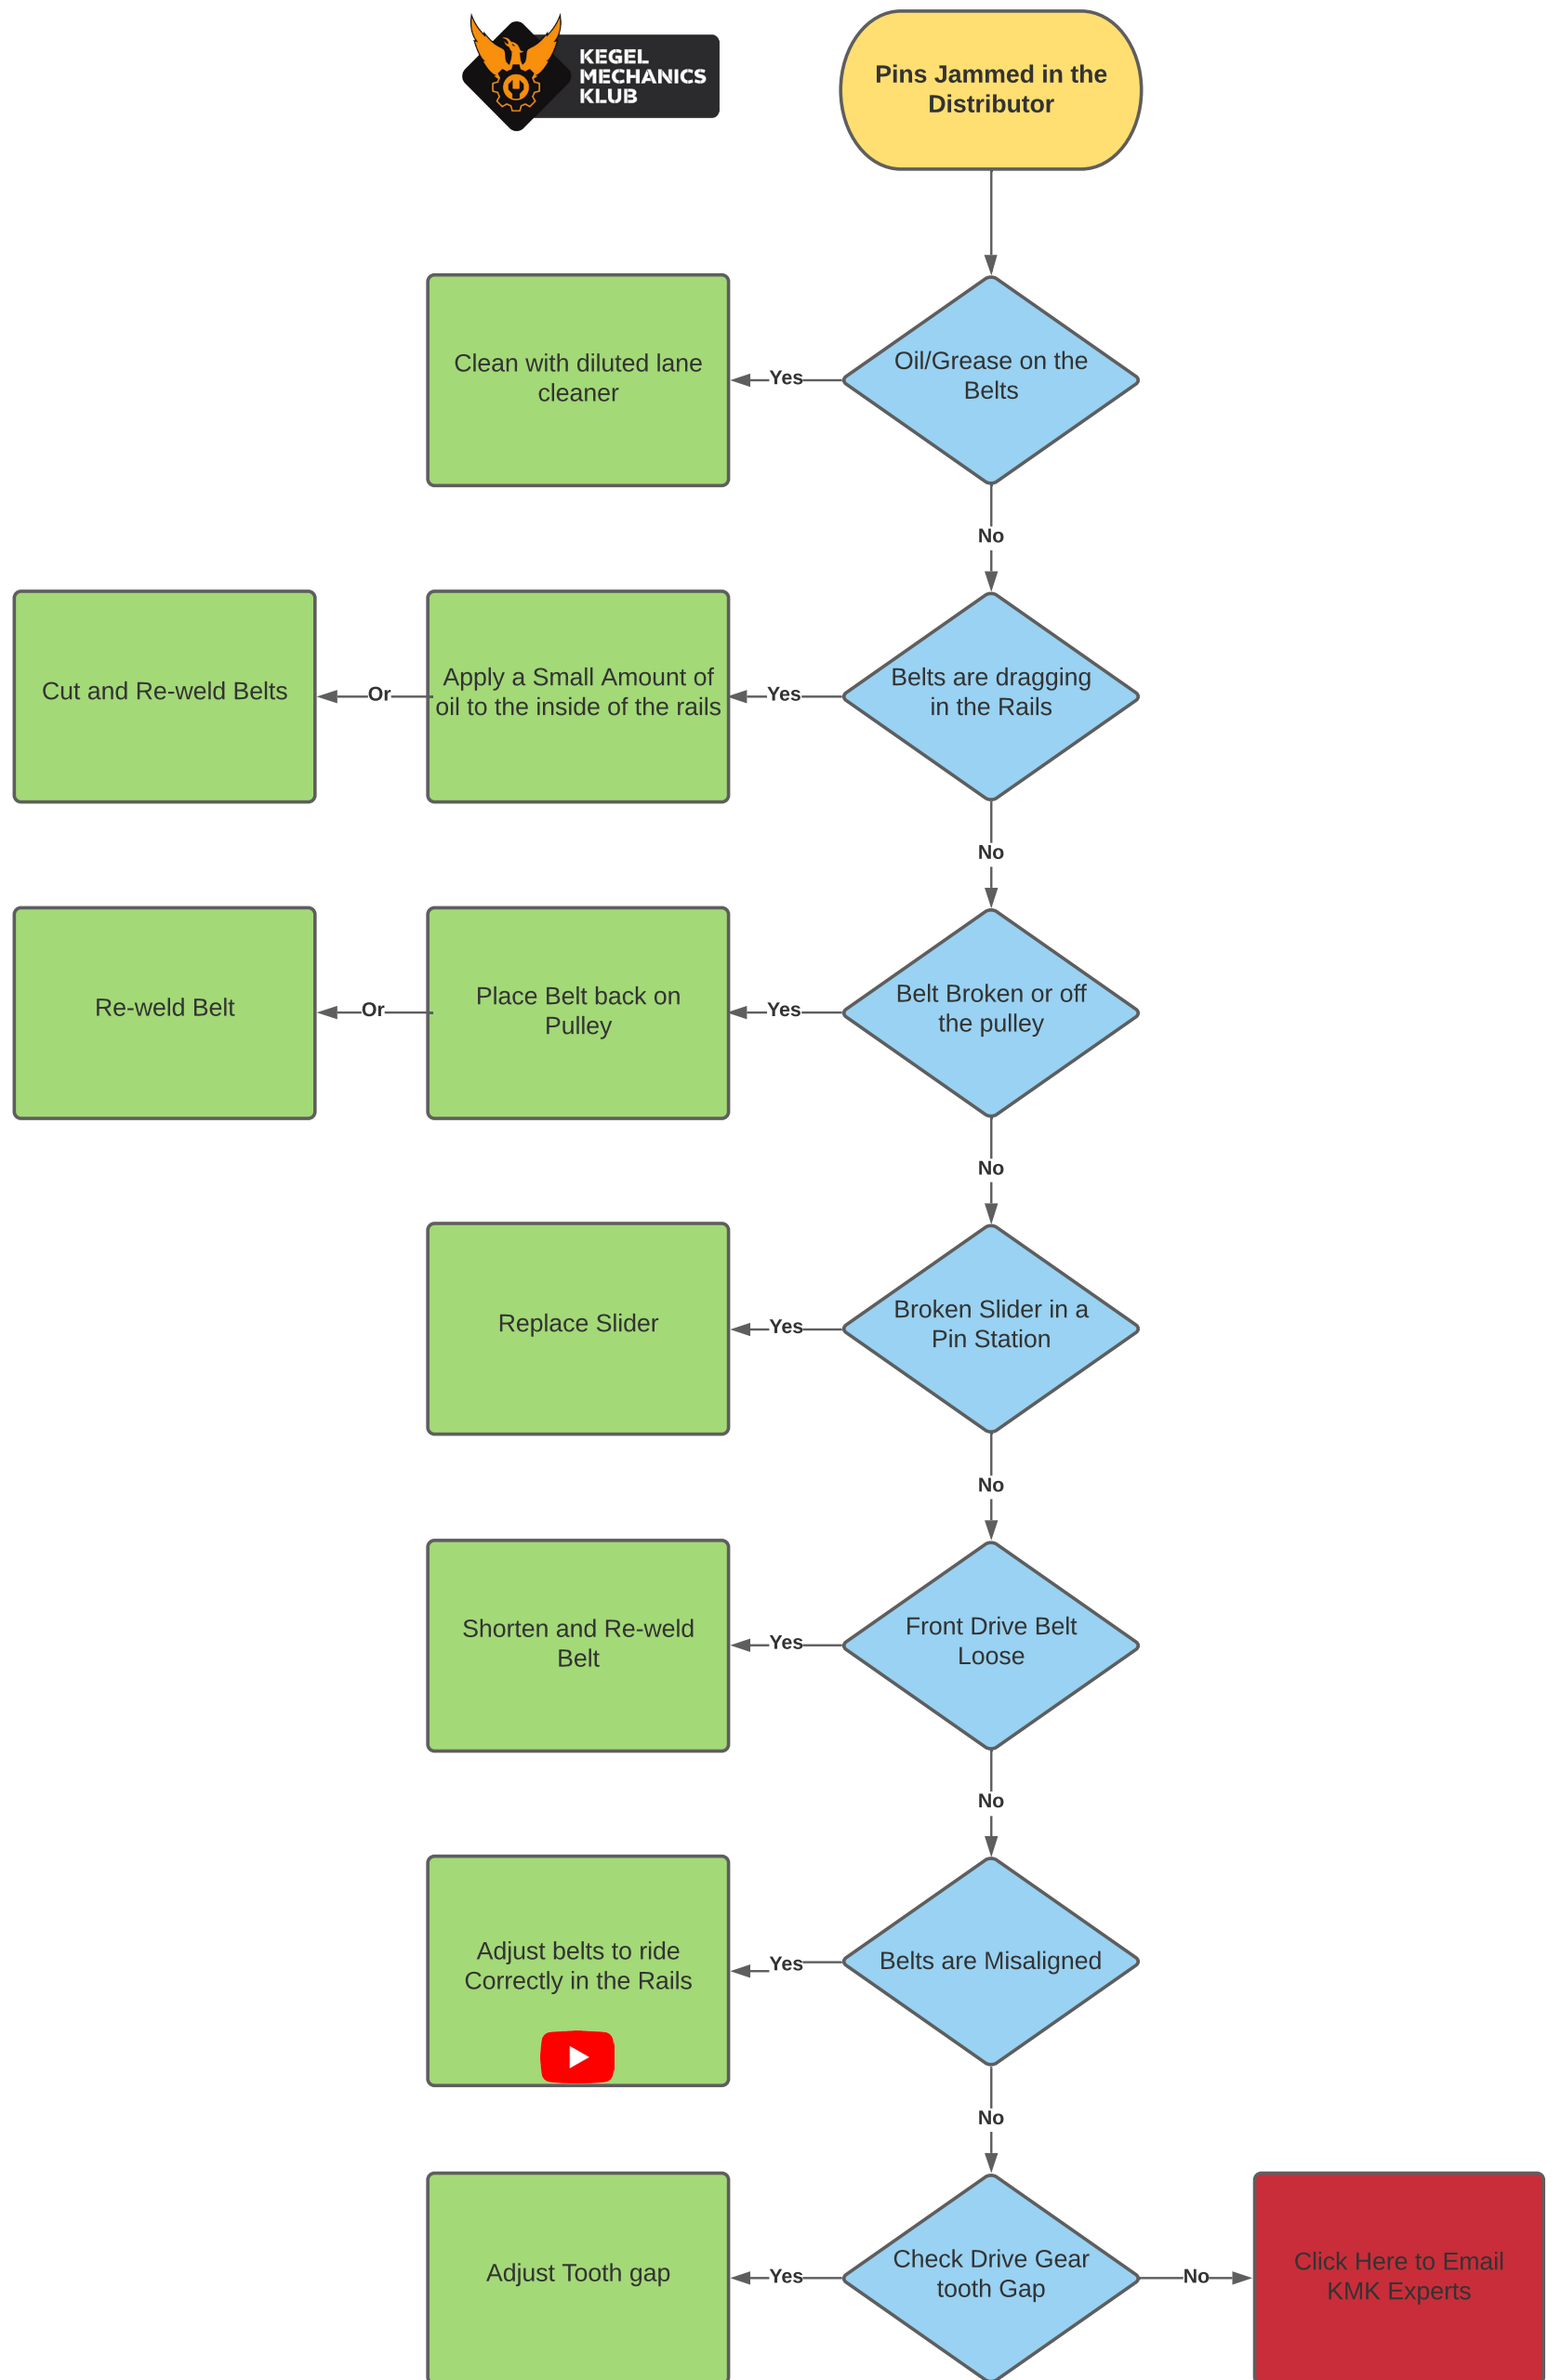 KEGEL
MECHANICS
KLUB
Pins Jammed in the
Distributor
Clean with diluted lane
cleaner
Yes
Oil/Grease on the
Belts
No
Cut and Re-weld Belts
Or
Apply a Small Amount of
oil to the inside of the rails
Yes
Belts are dragging
in the Rails
No
Re-weld Belt
Or
Place Belt back on
Pulley
Yes
Belt Broken or off
the pulley
No
Replace Slider
Yes
Broken Slider in a
Pin Station
No
Shorten and Re-weld
Belt
Yes
Front Drive Belt
Loose
No
Adjust belts to ride
Correctly in the Rails
Yes
Belts are Misaligned
No
Adjust Tooth gap
Yes
Check Drive Gear
tooth Gap
No
Click Here to Email
KMK Experts